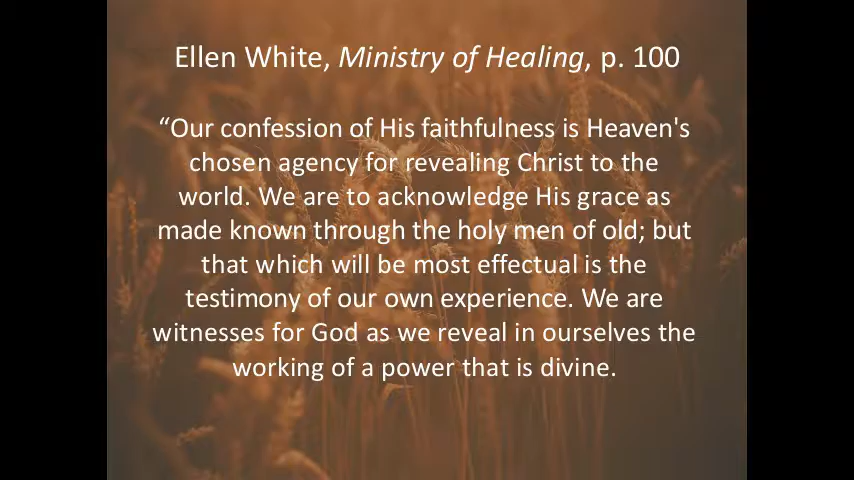 Ellen White, Ministry of Healing, p. 100
“Our confession of His faithfulness is Heaven's
chosen agency for revealing Christ to the
world. We are to acknowledge His grace as
made known through the holy men of old; but
that which will be most effectual is the
testimony of our own experience. We are
witnesses for God as we reveal in ourselves the
working of a power that is divine.